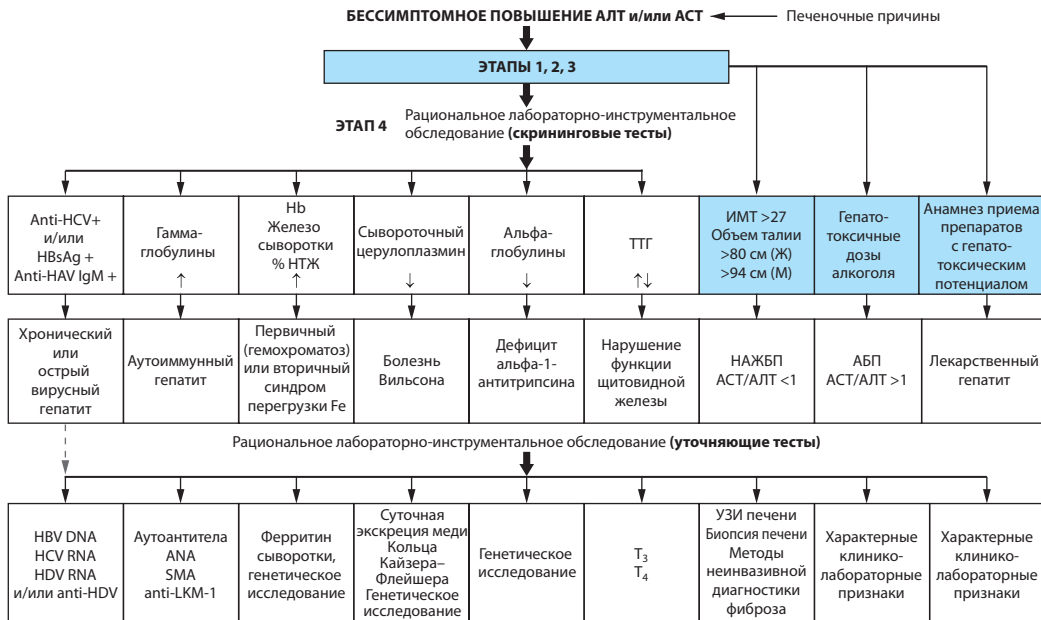 БЕССИМПТОМНОЕ ПОВЫШЕНИЕ АЛТ и/или АСТ
Печеночные причины
ЭТАПЫ 1, 2, 3
ЭТАП 4
Рациональное лабораторно-инструментальное
обследование (скрининговые тесты)
Anti-HCV+
и/или
HBsAg +
Anti-HAV IgM +
Гамма-
глобулины
↑
Hb
Железо
сыворотки
% НТЖ
↑
Сывороточный
церулоплазмин
↓
Альфа-
глобулины
↓
ТТГ
↑↓
ИМТ >27
Объем талии
>80 см (Ж)
>94 см (М)
Гепато-
токсичные
дозы
алкоголя
Анамнез приема
препаратов
с гепато-
токсическим
потенциалом
Хронический
или
острый
вирусный
гепатит
Аутоиммунный
гепатит
Первичный
(гемохроматоз)
или вторичный
синдром
перегрузки Fe
Болезнь
Вильсона
Дефицит
альфа-1-
антитрипсина
Нарушение
функции
щитовидной
железы
НАЖБП
АСТ/АЛТ <1
АБП
АСТ/АЛТ >1
Лекарственный
гепатит
Рациональное лабораторно-инструментальное обследование (уточняющие тесты)
HBV DNA
HCV RNA
HDV RNA
и/или anti-HDV
Аутоантитела
ANA
SMA
anti-LKM-1
Ферритин
сыворотки,
генетическое
исследование
Суточная
экскреция меди
Кольца
Кайзера–
Флейшера
Генетическое
исследование
Генетическое
исследование
T₃
T₄
УЗИ печени
Биопсия печени
Методы
неинвазивной
диагностики
фиброза
Характерные
клинико-
лабораторные
признаки
Характерные
клинико-
лабораторные
признаки